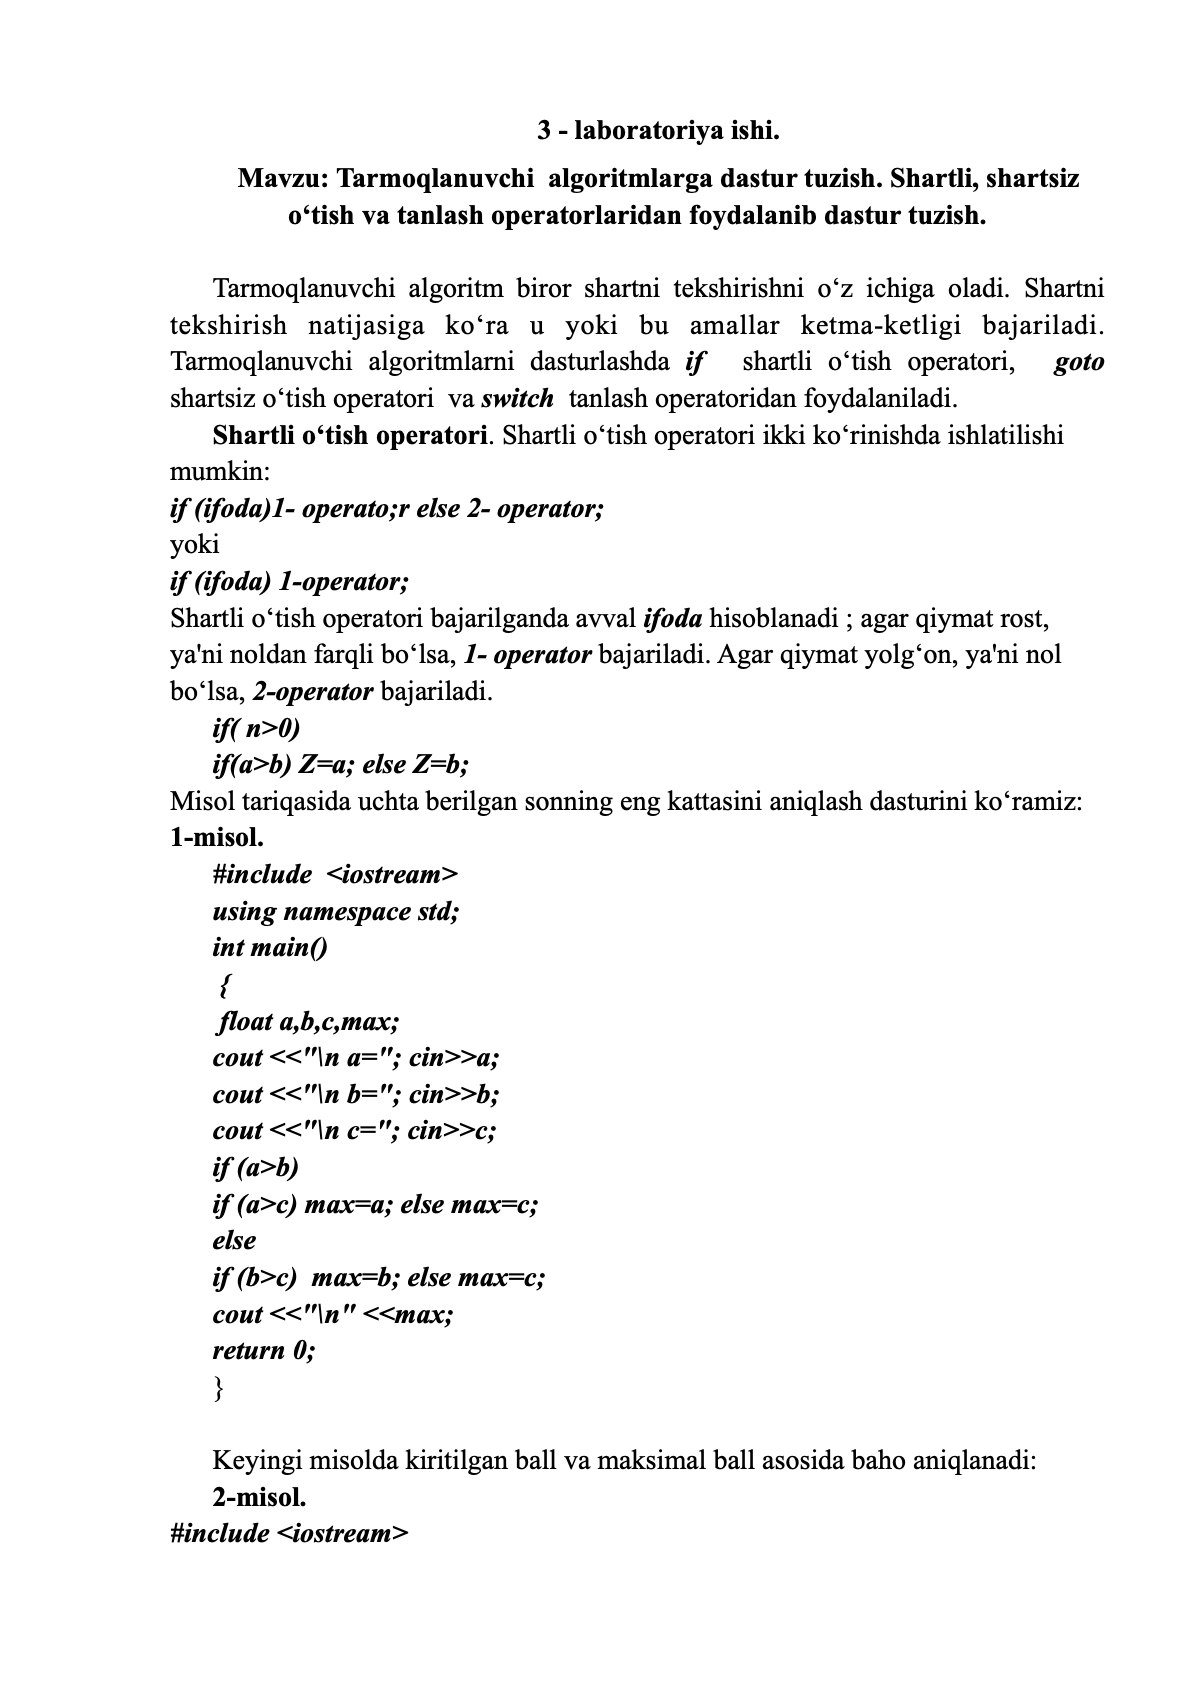 3 - laboratoriya ishi.
Mavzu: Tarmoqlanuvchi  algoritmlarga dastur tuzish. Shartli, shartsiz
o‘tish va tanlash operatorlaridan foydalanib dastur tuzish.
Tarmoqlanuvchi algoritm biror shartni tekshirishni o‘z ichiga oladi. Shartni
tekshirish natijasiga ko‘ra u yoki bu amallar ketma-ketligi bajariladi.
Tarmoqlanuvchi algoritmlarni dasturlashda if shartli o‘tish operatori, goto
shartsiz o‘tish operatori  va switch  tanlash operatoridan foydalaniladi.
Shartli o‘tish operatori. Shartli o‘tish operatori ikki ko‘rinishda ishlatilishi
mumkin:
if (ifoda)1- operato;r else 2- operator;
yoki
if (ifoda) 1-operator;
Shartli o‘tish operatori bajarilganda avval ifoda hisoblanadi ; agar qiymat rost,
ya'ni noldan farqli bo‘lsa, 1- operator bajariladi. Agar qiymat yolg‘on, ya'ni nol
bo‘lsa, 2-operator bajariladi.
if( n>0)
if(a>b) Z=a; else Z=b;
Misol tariqasida uchta berilgan sonning eng kattasini aniqlash dasturini ko‘ramiz:
1-misol.
#include  <iostream>
using namespace std;
int main()
{
float a,b,c,max;
cout <<"\n a="; cin>>a;
cout <<"\n b="; cin>>b;
cout <<"\n c="; cin>>c;
if (a>b)
if (a>c) max=a; else max=c;
else
if (b>c)  max=b; else max=c;
cout <<"\n" <<max;
return 0;
}
Keyingi misolda kiritilgan ball va maksimal ball asosida baho aniqlanadi:
2-misol.
#include <iostream>